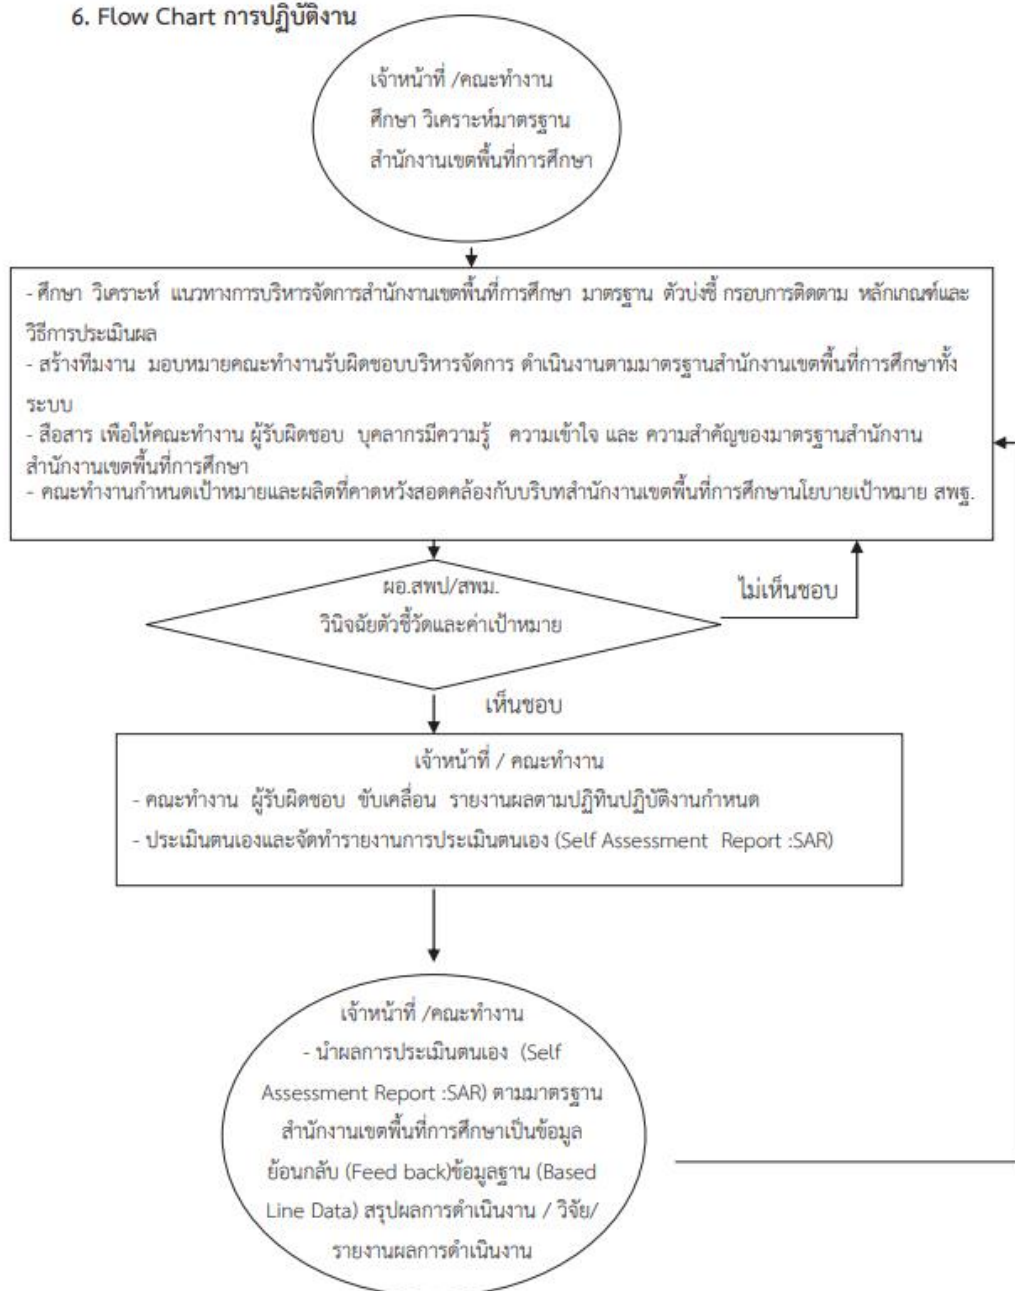 6. Flow Chart การปฏิบัติงาน
เจ้าหน้าที่ /คณะทำงาน
ศึกษา วิเคราะห์มาตรฐาน
สำนักงานเขตพื้นที่การศึกษา
- ศึกษา วิเคราะห์ แนวทางการบริหารจัดการสำนักงานเขตพื้นที่การศึกษา มาตรฐาน ตัวบ่งชี้ กรอบการติดตาม หลักเกณฑ์และ
วิธีการประเมินผล
- สร้างทีมงาน มอบหมายคณะทำงานรับผิดชอบบริหารจัดการ ดำเนินงานตามมาตรฐานสำนักงานเขตพื้นที่การศึกษาทั้ง
ระบบ
- สื่อสาร เพื่อให้คณะทำงาน ผู้รับผิดชอบ บุคลากรมีความรู้ ความเข้าใจ และ ความสำคัญของมาตรฐานสำนักงาน
สำนักงานเขตพื้นที่การศึกษา
- คณะทำงานกำหนดเป้าหมายและผลิตที่คาดหวังสอดคล้องกับบริบทสำนักงานเขตพื้นที่การศึกษานโยบายเป้าหมาย สพฐ.
ผอ.สพป/สพม.
วินิจฉัยตัวชี้วัดและค่าเป้าหมาย
ไม่เห็นชอบ
เห็นชอบ
เจ้าหน้าที่ / คณะทำงาน
- คณะทำงาน ผู้รับผิดชอบ ขับเคลื่อน รายงานผลตามปฏิทินปฏิบัติงานกำหนด
- ประเมินตนเองและจัดทำรายงานการประเมินตนเอง (Self Assessment Report :SAR)
เจ้าหน้าที่ /คณะทำงาน
- นำผลการประเมินตนเอง (Self
Assessment Report :SAR) ตามมาตรฐาน
สำนักงานเขตพื้นที่การศึกษาเป็นข้อมูล
ย้อนกลับ (Feed back)ข้อมูลฐาน (Based
Line Data) สรุปผลการดำเนินงาน / วิจัย/
รายงานผลการดำเนินงาน